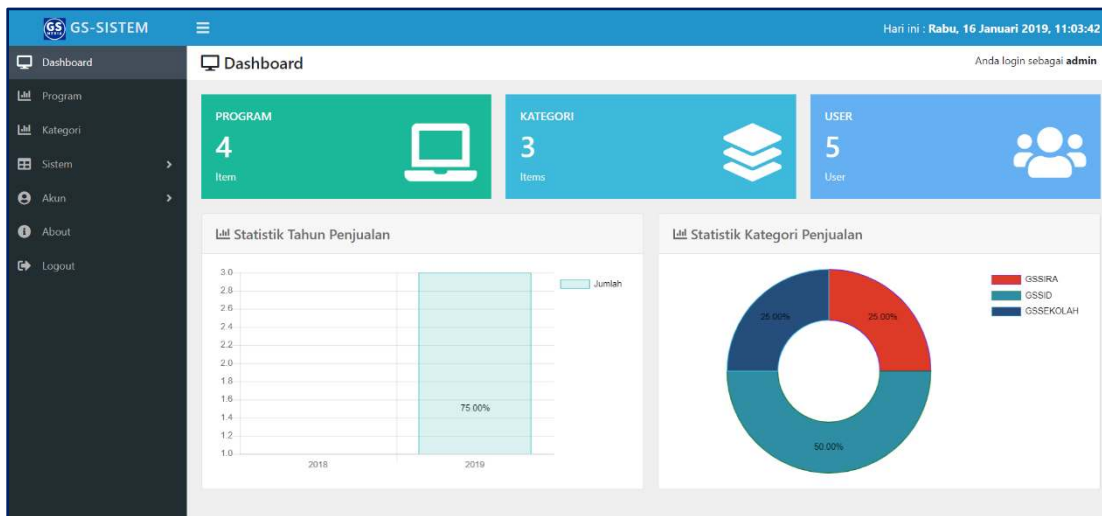 GS MEDIA GS-SISTEM
Hari ini : Rabu, 16 Januari 2019, 11:03:42
Dashboard
Program
Kategori
Sistem
Akun
About
Logout
Dashboard
Anda login sebagai admin
PROGRAM
4
Item
KATEGORI
3
Items
USER
5
User
Statistik Tahun Penjualan
3.0
2.8
2.6
2.4
2.2
2.0
1.8
1.6
1.4
1.2
1.0
75.00%
2018
2019
Jumlah
Statistik Kategori Penjualan
25.00%
25.00%
50.00%
GSSIRA
GSSID
GSSEKOLAH